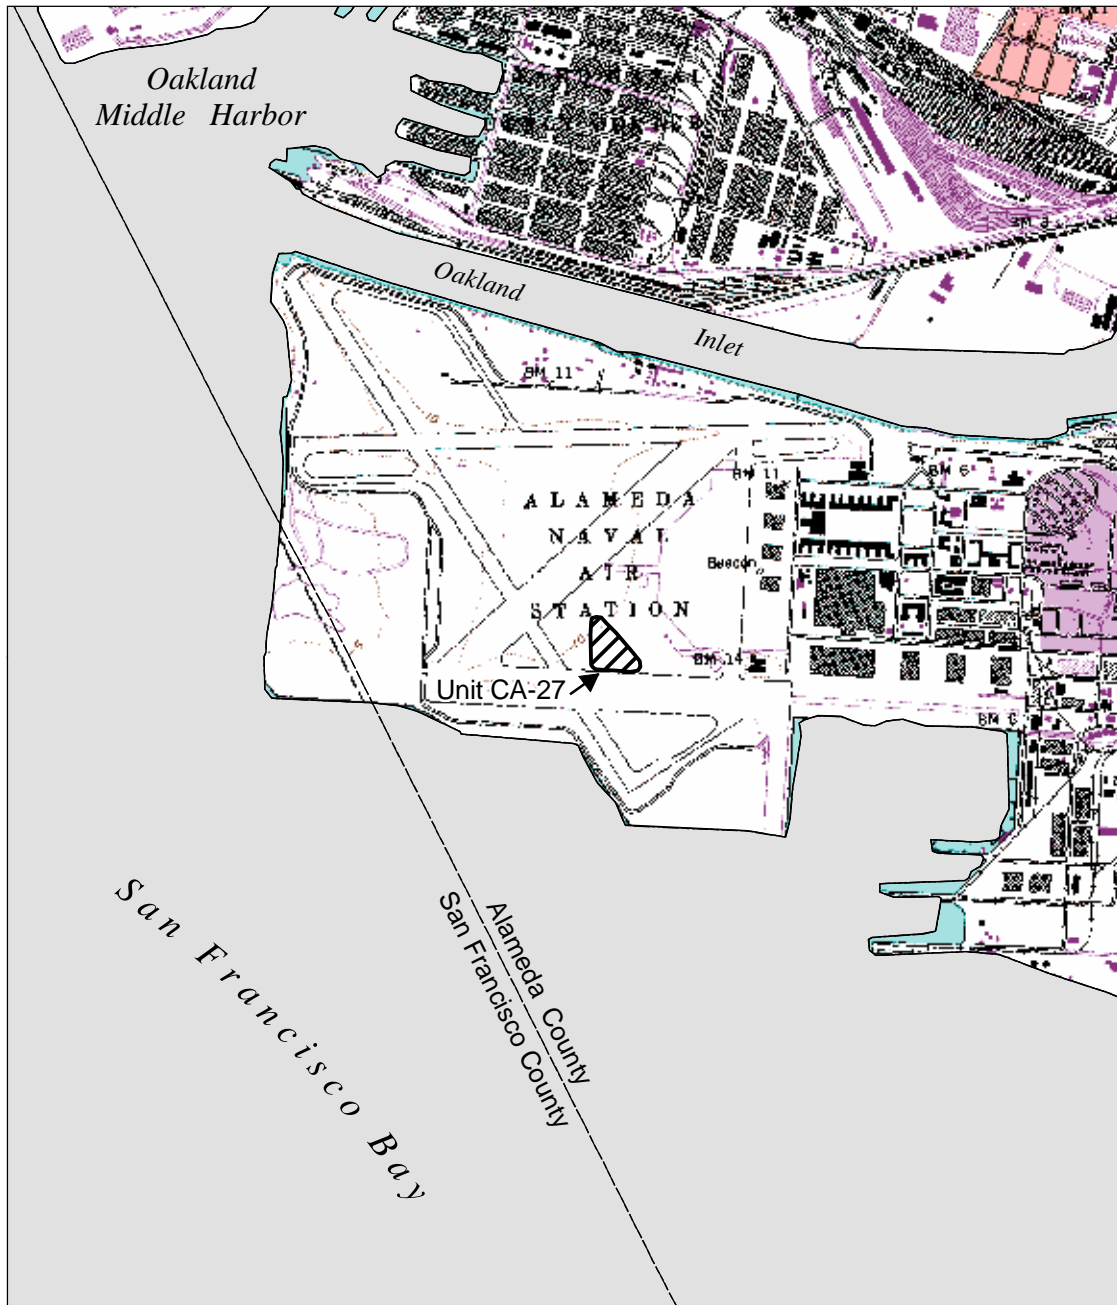 Oakland
Middle Harbor
Oakland
Inlet
BM 11
BM 11
BM 6
ALAMEDA
NAVAL
Beacon
AIR
STATION
BM 14
Unit CA-27
BM 6
Alameda County
San Francisco County
San Francisco Bay